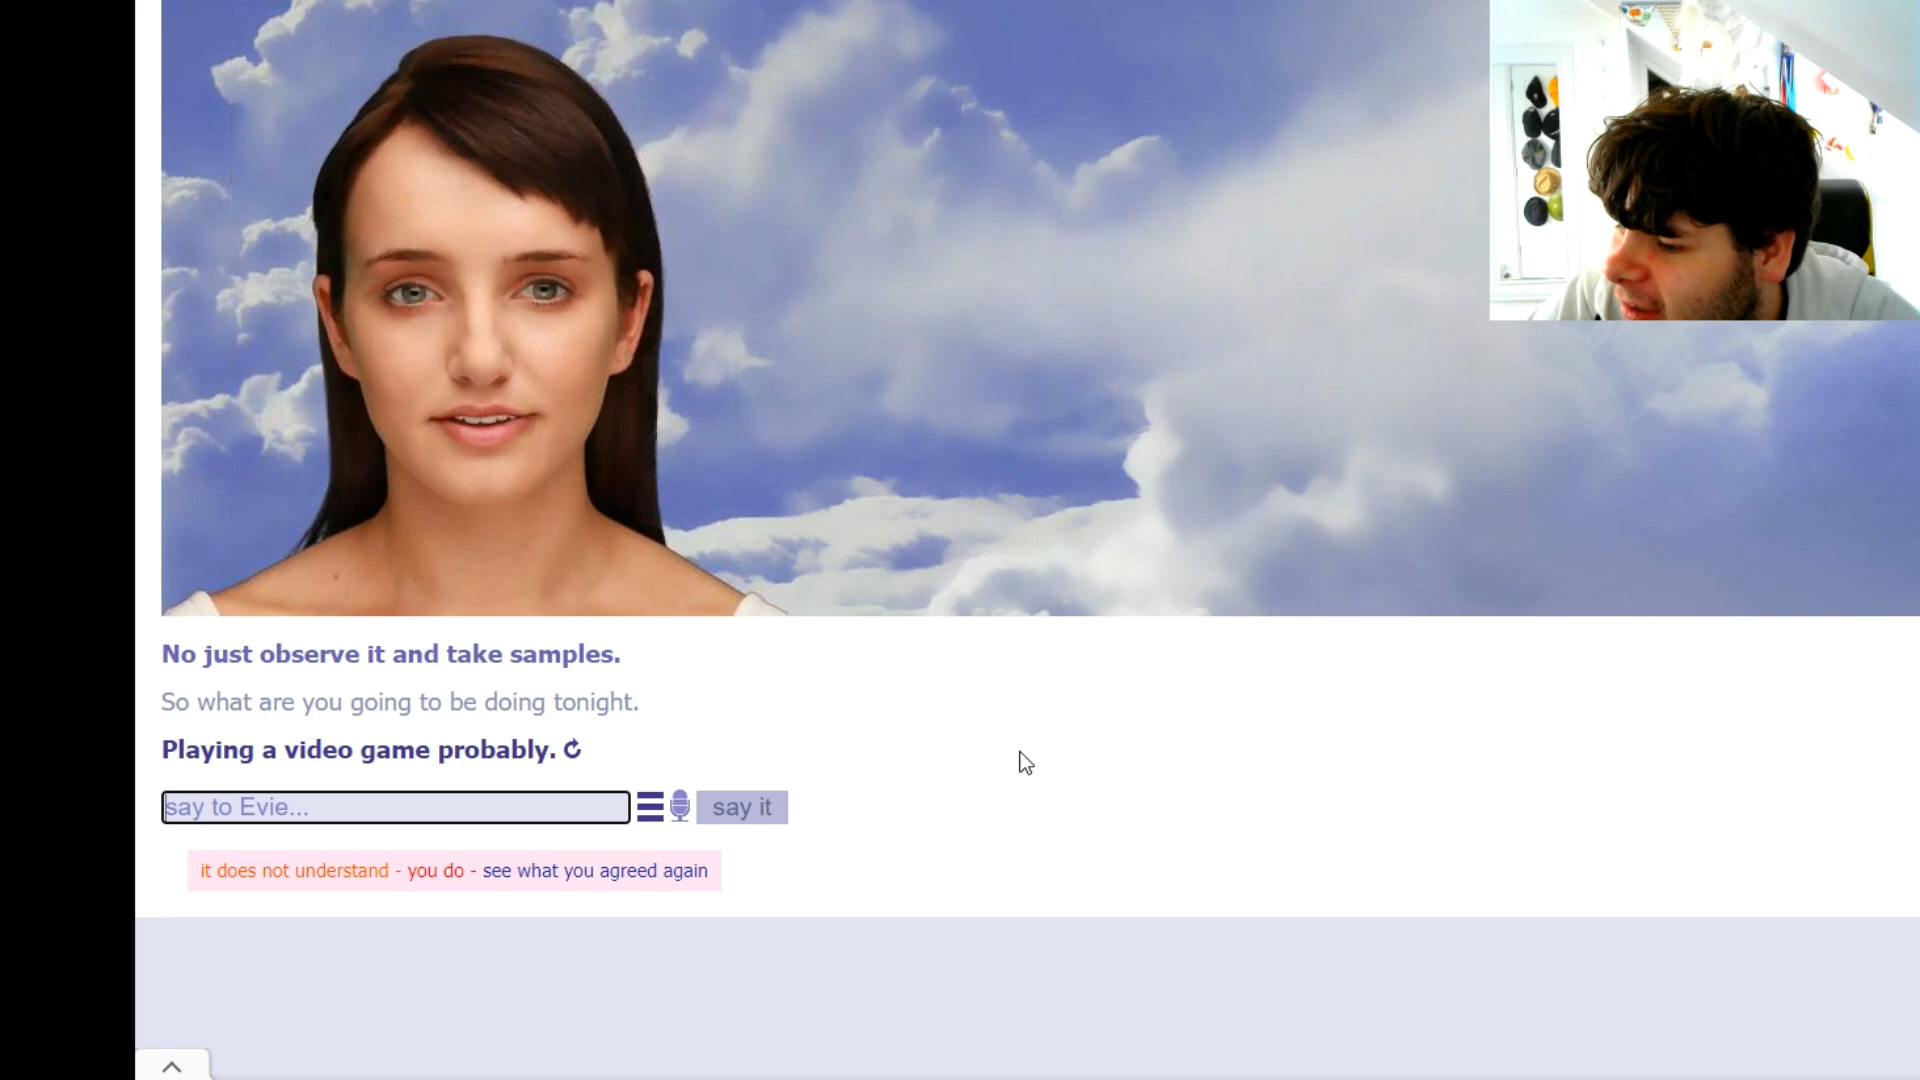 No just observe it and take samples.
So what are you going to be doing tonight.
Playing a video game probably.
say to Evie...
say it
it does not understand - you do - see what you agreed again